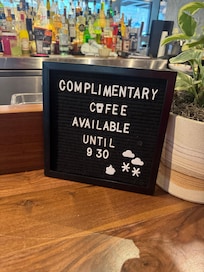 COMPLIMENTARY
COFFEE
AVAILABLE
UNTIL
9 30